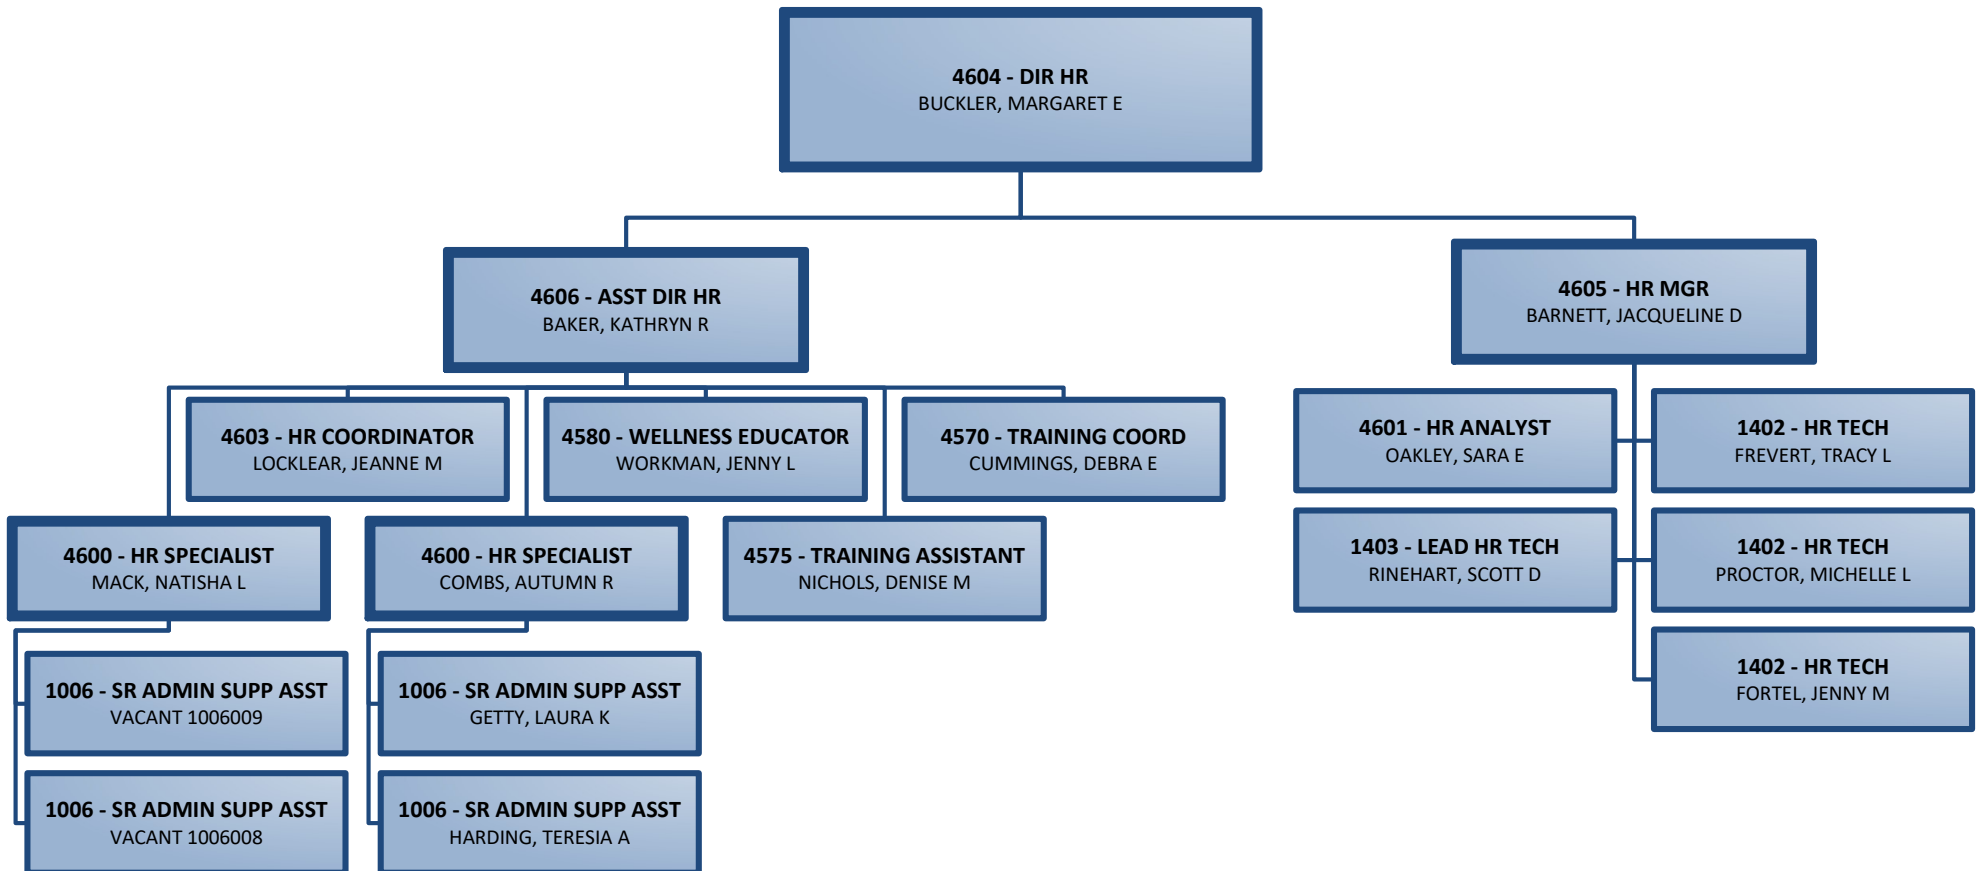 4604 - DIR HR
BUCKLER, MARGARET E
4606 - ASST DIR HR
BAKER, KATHRYN R
4605 - HR MGR
BARNETT, JACQUELINE D
4603 - HR COORDINATOR
LOCKLEAR, JEANNE M
4580 - WELLNESS EDUCATOR
WORKMAN, JENNY L
4570 - TRAINING COORD
CUMMINGS, DEBRA E
4600 - HR SPECIALIST
MACK, NATISHA L
4600 - HR SPECIALIST
COMBS, AUTUMN R
4575 - TRAINING ASSISTANT
NICHOLS, DENISE M
1006 - SR ADMIN SUPP ASST
VACANT 1006009
1006 - SR ADMIN SUPP ASST
GETTY, LAURA K
1006 - SR ADMIN SUPP ASST
VACANT 1006008
1006 - SR ADMIN SUPP ASST
HARDING, TERESIA A
4601 - HR ANALYST
OAKLEY, SARA E
1402 - HR TECH
FREVERT, TRACY L
1403 - LEAD HR TECH
RINEHART, SCOTT D
1402 - HR TECH
PROCTOR, MICHELLE L
1402 - HR TECH
FORTEL, JENNY M